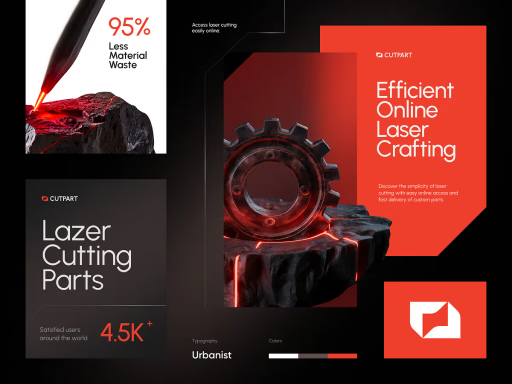 95%
Less
Material
Waste
Access laser cutting
easily online.
CUTPART
Efficient
Online
Laser
Crafting
Discover the simplicity of laser
cutting with easy online access and
fast delivery of custom parts.
CUTPART
Lazer
Cutting
Parts
Satisfied users
around the world
4.5K+
Typography
Urbanist
Colors